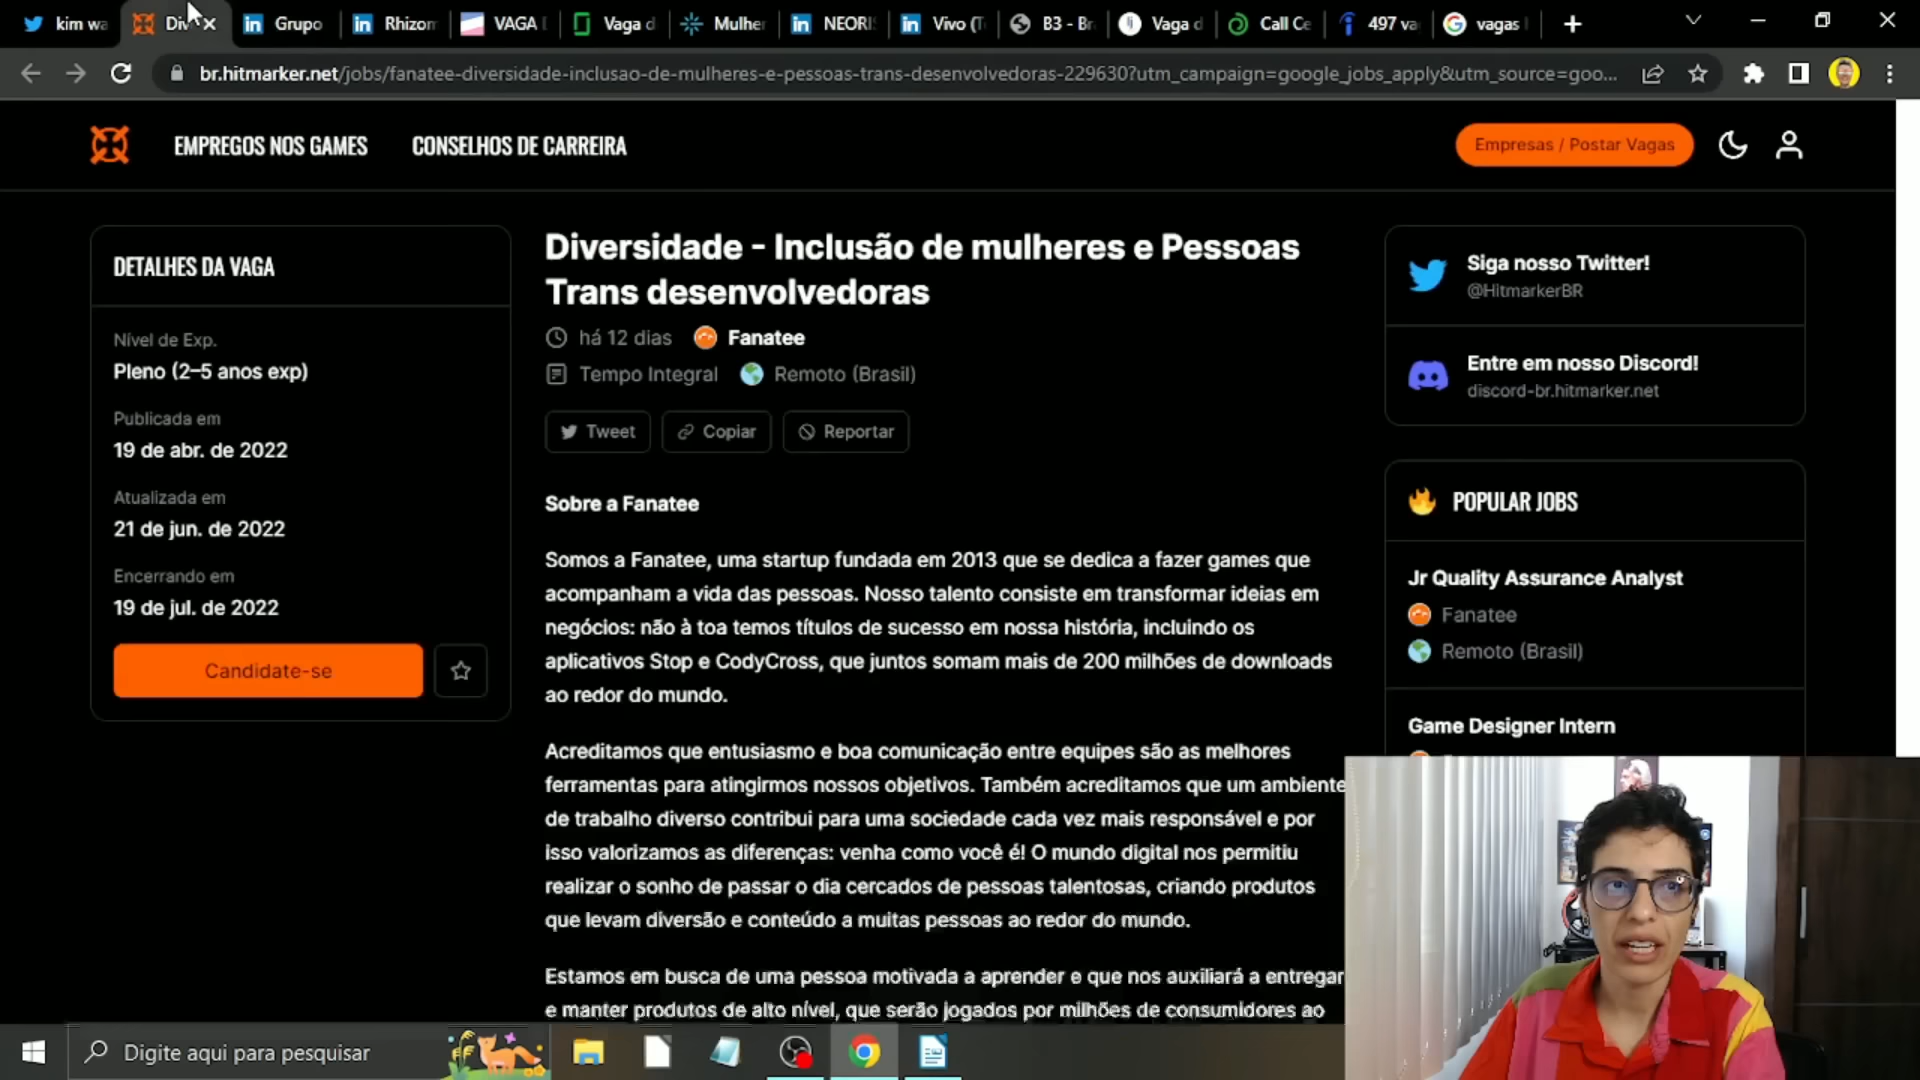 kim wa
Div
Grupo
Rhizom
VAGA
Vaga d
Mulher
NEORIS
Vivo (T
B3 - Br
Vaga d
Call Ce
497 va
vagas
br.hitmarker.net/jobs/fanatee-diversidade-inclusao-de-mulheres-e-pessoas-trans-desenvolvedoras-229630?utm_campaign=google_jobs_apply&utm_source=goo...
EMPREGOS NOS GAMES
CONSELHOS DE CARREIRA
Empresas / Postar Vagas
DETALHES DA VAGA
Nível de Exp.
Pleno (2–5 anos exp)
Publicada em
19 de abr. de 2022
Atualizada em
21 de jun. de 2022
Encerrando em
19 de jul. de 2022
Candidate-se
Diversidade - Inclusão de mulheres e Pessoas
Trans desenvolvedoras
há 12 dias
Fanatee
Tempo Integral
Remoto (Brasil)
Tweet
Copiar
Reportar
Sobre a Fanatee
Somos a Fanatee, uma startup fundada em 2013 que se dedica a fazer games que
acompanham a vida das pessoas. Nosso talento consiste em transformar ideias em
negócios: não à toa temos títulos de sucesso em nossa história, incluindo os
aplicativos Stop e CodyCross, que juntos somam mais de 200 milhões de downloads
ao redor do mundo.
Acreditamos que entusiasmo e boa comunicação entre equipes são as melhores
ferramentas para atingirmos nossos objetivos. Também acreditamos que um ambiente
de trabalho diverso contribui para uma sociedade cada vez mais responsável e por
isso valorizamos as diferenças: venha como você é! O mundo digital nos permitiu
realizar o sonho de passar o dia cercados de pessoas talentosas, criando produtos
que levam diversão e conteúdo a muitas pessoas ao redor do mundo.
Estamos em busca de uma pessoa motivada a aprender e que nos auxiliará a entregar
e manter produtos de alto nível, que serão jogados por milhões de consumidores ao
Siga nosso Twitter!
@HitmarkerBR
Entre em nosso Discord!
discord-br.hitmarker.net
POPULAR JOBS
Jr Quality Assurance Analyst
Fanatee
Remoto (Brasil)
Game Designer Intern
Digite aqui para pesquisar